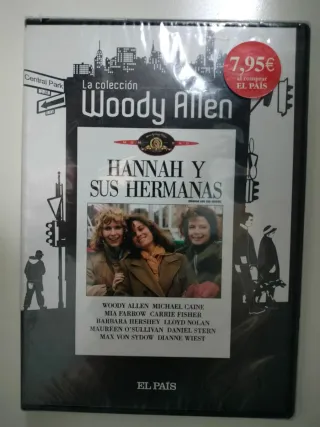 Central Park
La colección
Woody Allen
7,95€
al comprar
EL PAÍS
HANNAH Y
SUS HERMANAS
WOODY ALLEN MICHAEL CAINE
MIA FARROW CARRIE FISHER
BARBARA HERSHEY LLOYD NOLAN
MAUREEN O'SULLIVAN DANIEL STERN
MAX VON SYDOW DIANNE WIEST
EL PAÍS